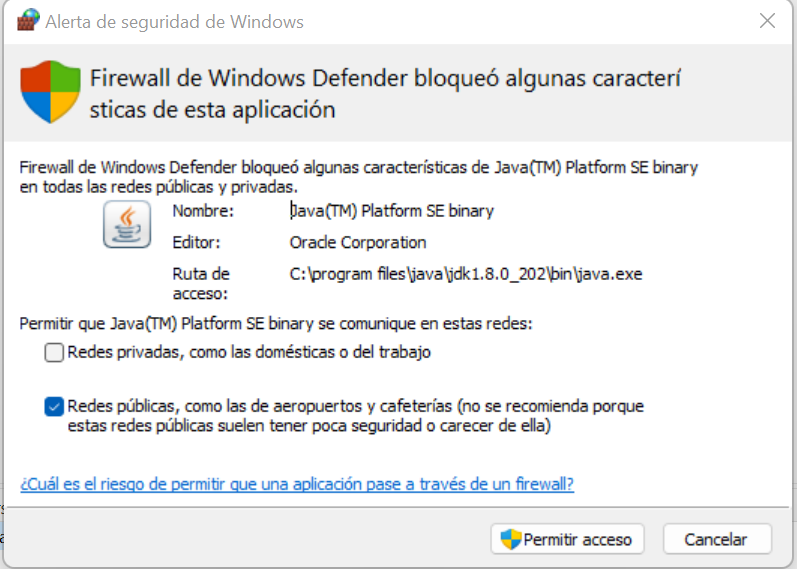 Alerta de seguridad de Windows
Firewall de Windows Defender bloqueó algunas caracterí
sticas de esta aplicación
Firewall de Windows Defender bloqueó algunas características de Java(TM) Platform SE binary
en todas las redes públicas y privadas.
Nombre: Java(TM) Platform SE binary
Editor: Oracle Corporation
Ruta de C:\program files\java\jdk1.8.0_202\bin\java.exe
acceso:
Permitir que Java(TM) Platform SE binary se comunique en estas redes:
Redes privadas, como las domésticas o del trabajo
Redes públicas, como las de aeropuertos y cafeterías (no se recomienda porque
estas redes públicas suelen tener poca seguridad o carecer de ella)
¿Cuál es el riesgo de permitir que una aplicación pase a través de un firewall?
Permitir acceso Cancelar